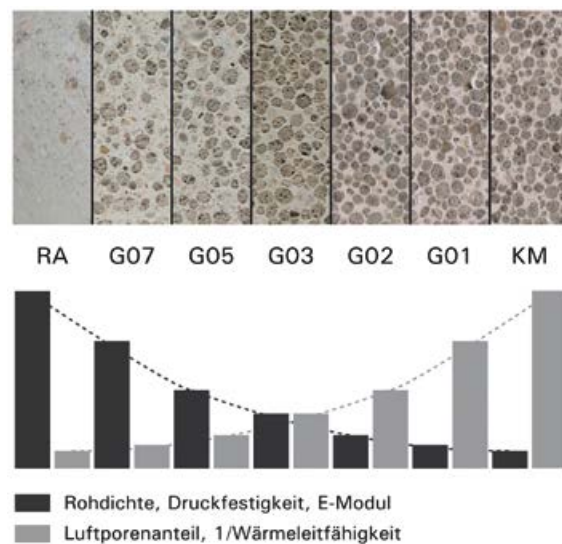 RA G07 G05 G03 G02 G01 KM
Rohdichte, Druckfestigkeit, E-Modul
Luftporenanteil, 1/Wärmeleitfähigkeit